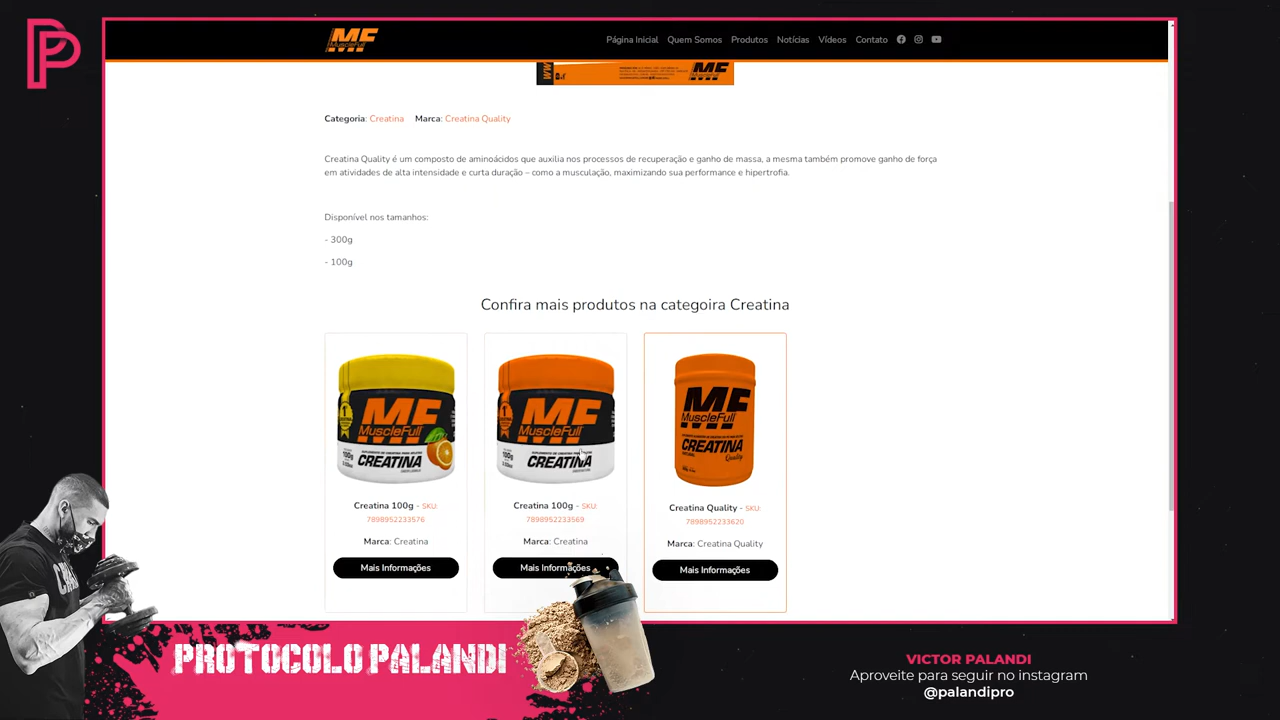 MF
MuscleFull
Página Inicial Quem Somos Produtos Notícias Vídeos Contato
Categoria: Creatina Marca: Creatina Quality
Creatina Quality é um composto de aminoácidos que auxilia nos processos de recuperação e ganho de massa, a mesma também promove ganho de força
em atividades de alta intensidade e curta duração – como a musculação, maximizando sua performance e hipertrofia.
Disponível nos tamanhos:
- 300g
- 100g
Confira mais produtos na categoira Creatina
MF
MuscleFull
CREATINA
MF
MuscleFull
CREATINA
MF
MuscleFull
CREATINA
Quality
Creatina 100g - SKU:
7898952233576
Marca: Creatina
Mais Informações
Creatina 100g - SKU:
7898952233569
Marca: Creatina
Mais Informações
Creatina Quality - SKU:
7898952233620
Marca: Creatina Quality
Mais Informações
PROTOCOLO PALANDI
VICTOR PALANDI
Aproveite para seguir no instagram
@palandipro